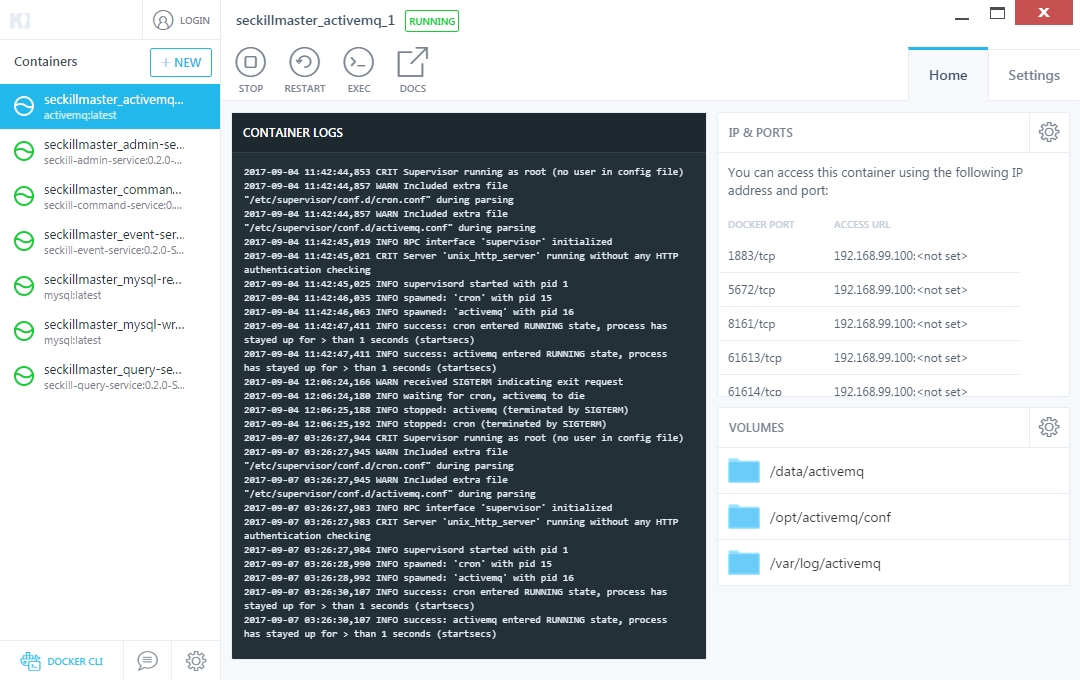 LOGIN
Containers
+ NEW
seckillmaster_activemq...
activemq:latest
seckillmaster_admin-se...
seckill-admin-service:0.2.0-...
seckillmaster_comman...
seckill-command-service:0....
seckillmaster_event-ser...
seckill-event-service:0.2.0-S...
seckillmaster_mysql-re...
mysql:latest
seckillmaster_mysql-wr...
mysql:latest
seckillmaster_query-se...
seckill-query-service:0.2.0-S...
DOCKER CLI
seckillmaster_activemq_1 RUNNING
STOP RESTART EXEC DOCS
Home Settings
CONTAINER LOGS
2017-09-04 11:42:44,853 CRIT Supervisor running as root (no user in config file)
2017-09-04 11:42:44,857 WARN Included extra file
"/etc/supervisor/conf.d/cron.conf" during parsing
2017-09-04 11:42:44,857 WARN Included extra file
"/etc/supervisor/conf.d/activemq.conf" during parsing
2017-09-04 11:42:45,019 INFO RPC interface 'supervisor' initialized
2017-09-04 11:42:45,021 CRIT Server 'unix_http_server' running without any HTTP
authentication checking
2017-09-04 11:42:45,025 INFO supervisord started with pid 1
2017-09-04 11:42:46,035 INFO spawned: 'cron' with pid 15
2017-09-04 11:42:46,063 INFO spawned: 'activemq' with pid 16
2017-09-04 11:42:47,411 INFO success: cron entered RUNNING state, process has
stayed up for > than 1 seconds (startsecs)
2017-09-04 11:42:47,411 INFO success: activemq entered RUNNING state, process
has stayed up for > than 1 seconds (startsecs)
2017-09-04 12:06:24,166 WARN received SIGTERM indicating exit request
2017-09-04 12:06:24,180 INFO waiting for cron, activemq to die
2017-09-04 12:06:25,188 INFO stopped: activemq (terminated by SIGTERM)
2017-09-04 12:06:25,192 INFO stopped: cron (terminated by SIGTERM)
2017-09-07 03:26:27,944 CRIT Supervisor running as root (no user in config file)
2017-09-07 03:26:27,945 WARN Included extra file
"/etc/supervisor/conf.d/cron.conf" during parsing
2017-09-07 03:26:27,945 WARN Included extra file
"/etc/supervisor/conf.d/activemq.conf" during parsing
2017-09-07 03:26:27,983 INFO RPC interface 'supervisor' initialized
2017-09-07 03:26:27,983 CRIT Server 'unix_http_server' running without any HTTP
authentication checking
2017-09-07 03:26:27,984 INFO supervisord started with pid 1
2017-09-07 03:26:28,990 INFO spawned: 'cron' with pid 15
2017-09-07 03:26:28,992 INFO spawned: 'activemq' with pid 16
2017-09-07 03:26:30,107 INFO success: cron entered RUNNING state, process has
stayed up for > than 1 seconds (startsecs)
2017-09-07 03:26:30,107 INFO success: activemq entered RUNNING state, process
has stayed up for > than 1 seconds (startsecs)
IP & PORTS
You can access this container using the following IP
address and port:
DOCKER PORT ACCESS URL
1883/tcp 192.168.99.100:<not set>
5672/tcp 192.168.99.100:<not set>
8161/tcp 192.168.99.100:<not set>
61613/tcp 192.168.99.100:<not set>
61614/tcp 192.168.99.100:<not set>
VOLUMES
/data/activemq
/opt/activemq/conf
/var/log/activemq